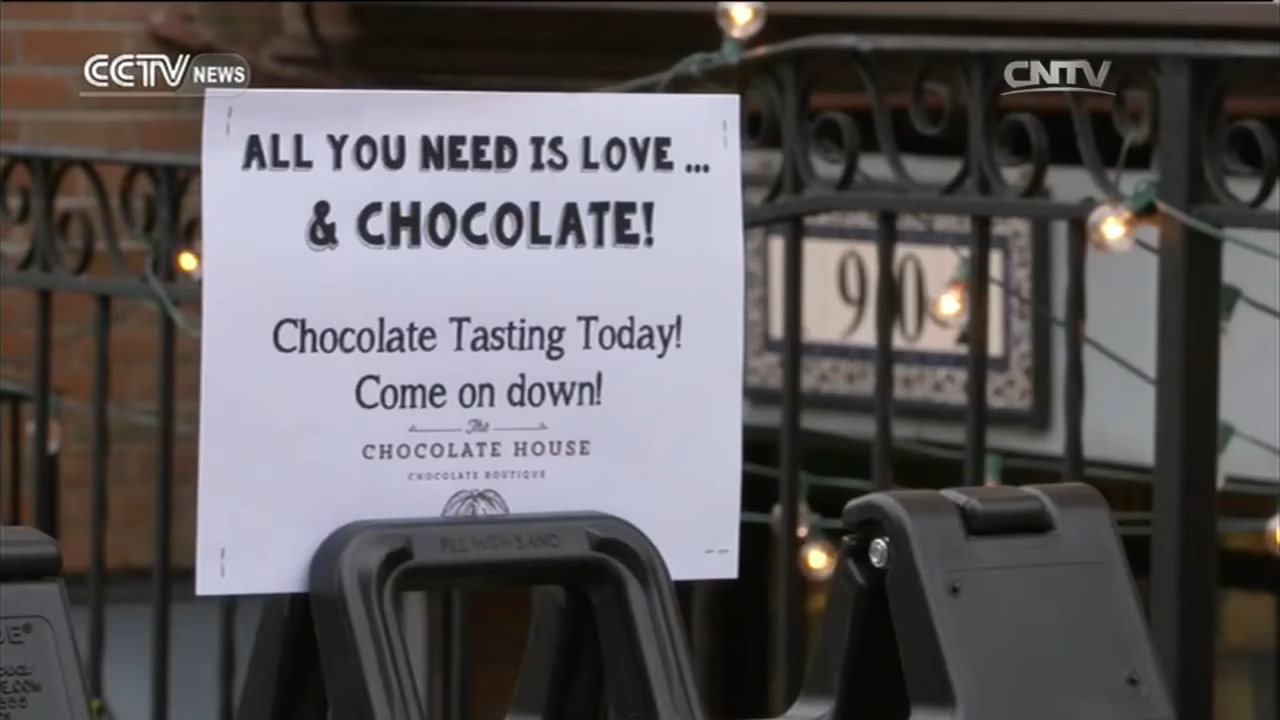 CCTV NEWS
CNTV
ALL YOU NEED IS LOVE ...
& CHOCOLATE!
Chocolate Tasting Today!
Come on down!
The
CHOCOLATE HOUSE
CHOCOLATE BOUTIQUE
FILL WITH SAND
90